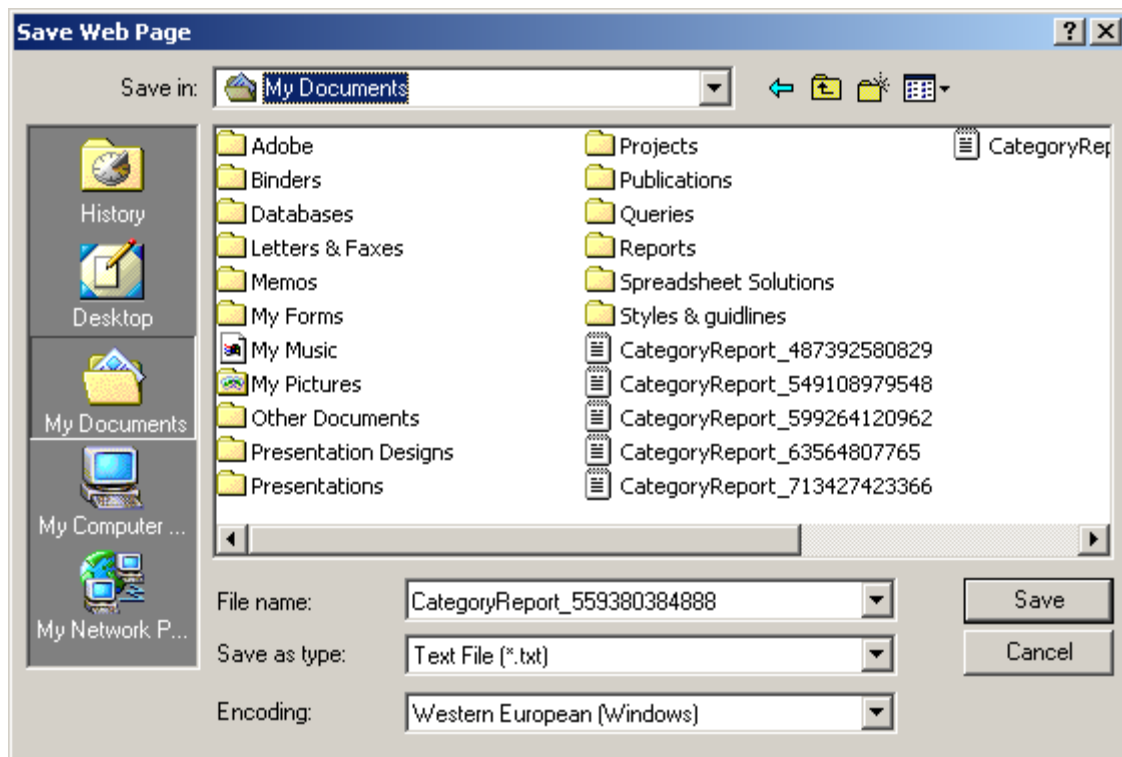 Save Web Page
Save in:
My Documents
History
Desktop
My Documents
My Computer ...
My Network P...
Adobe
Binders
Databases
Letters & Faxes
Memos
My Forms
My Music
My Pictures
Other Documents
Presentation Designs
Presentations
Projects
Publications
Queries
Reports
Spreadsheet Solutions
Styles & guidlines
CategoryReport_487392580829
CategoryReport_549108979548
CategoryReport_599264120962
CategoryReport_63564807765
CategoryReport_713427423366
CategoryRep
File name:
CategoryReport_559380384888
Save
Save as type:
Text File (*.txt)
Cancel
Encoding:
Western European (Windows)